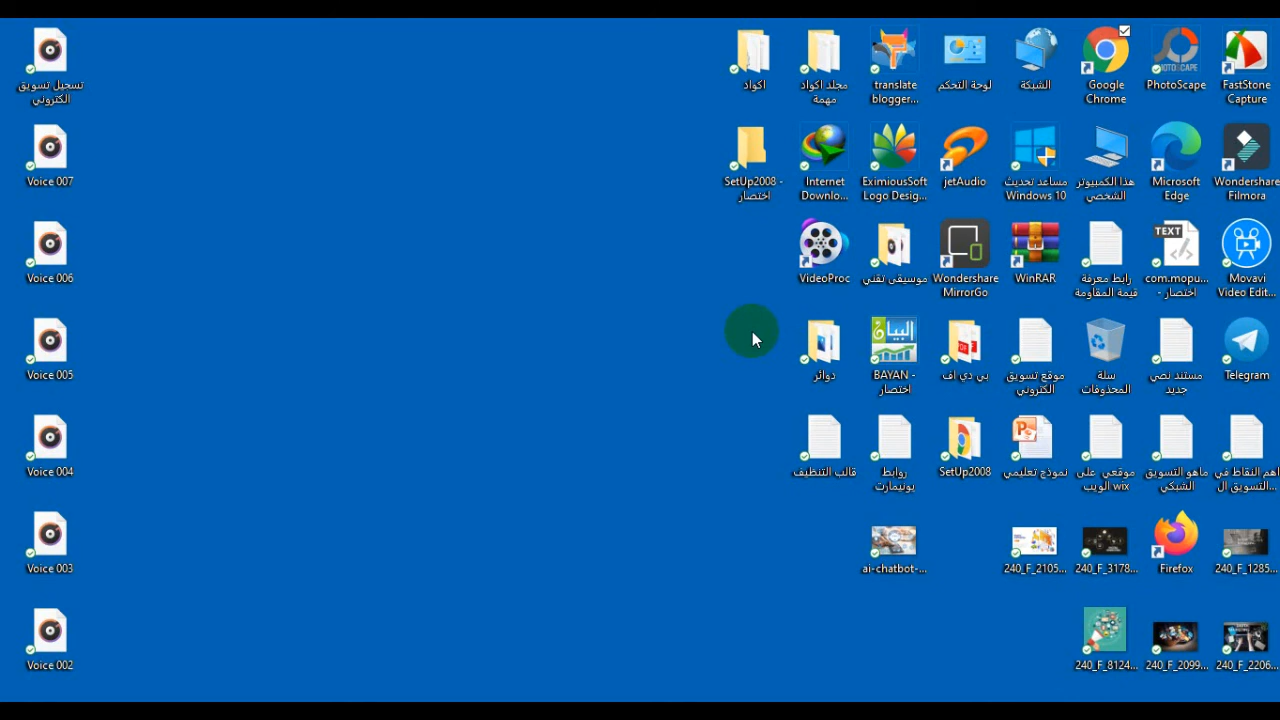 FastStone
Capture
PhotoScape
Google
Chrome
الشبكة
لوحة التحكم
translate
blogger...
مجلد اكواد
مهمة
اكواد
تسجيل تسويق
الكتروني
Wondershare
Filmora
Microsoft
Edge
هذا الكمبيوتر
الشخصي
مساعد تحديث
Windows 10
jetAudio
EximiousSoft
Logo Desig...
Internet
Downlo...
SetUp2008 -
اختصار
Voice 007
TEXT
Movavi
Video Edit...
com.mopu...
اختصار -
رابط معرفة
قيمة المقاومة
WinRAR
Wondershare
MirrorGo
موسيقى تقني
VideoProc
Voice 006
البيان
Telegram
مستند نصي
جديد
سلة
المحذوفات
موقع تسويق
الكتروني
بي دي اف
BAYAN -
اختصار
دوائر
Voice 005
اهم النقاط في
التسويق ال...
ماهو التسويق
الشبكي
موقعي على
الويب wix
نموذج تعليمي
SetUp2008
روابط
يونيمارت
قالب التنظيف
Voice 004
240_F_1285...
Firefox
240_F_3178...
240_F_2105...
ai-chatbot-...
Voice 003
240_F_2206...
240_F_2099...
240_F_8124...
Voice 002